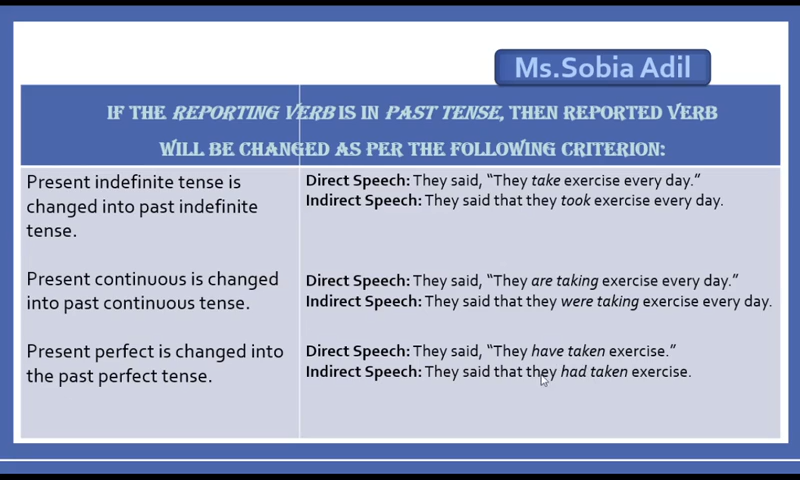 Ms.Sobia Adil
IF THE REPORTING VERB IS IN PAST TENSE, THEN REPORTED VERB
WILL BE CHANGED AS PER THE FOLLOWING CRITERION:
Present indefinite tense is
changed into past indefinite
tense.
Direct Speech: They said, “They take exercise every day.”
Indirect Speech: They said that they took exercise every day.
Present continuous is changed
into past continuous tense.
Direct Speech: They said, “They are taking exercise every day.”
Indirect Speech: They said that they were taking exercise every day.
Present perfect is changed into
the past perfect tense.
Direct Speech: They said, “They have taken exercise.”
Indirect Speech: They said that they had taken exercise.